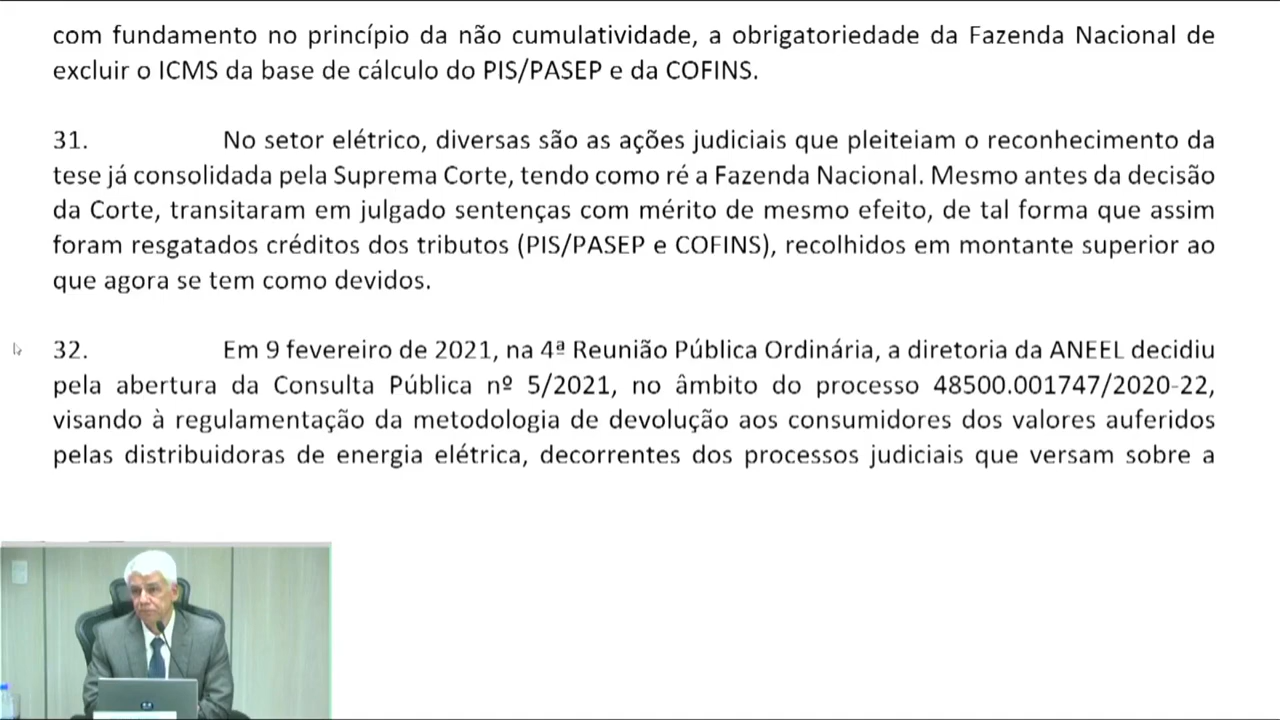 com fundamento no princípio da não cumulatividade, a obrigatoriedade da Fazenda Nacional de
excluir o ICMS da base de cálculo do PIS/PASEP e da COFINS.
31. No setor elétrico, diversas são as ações judiciais que pleiteiam o reconhecimento da
tese já consolidada pela Suprema Corte, tendo como ré a Fazenda Nacional. Mesmo antes da decisão
da Corte, transitaram em julgado sentenças com mérito de mesmo efeito, de tal forma que assim
foram resgatados créditos dos tributos (PIS/PASEP e COFINS), recolhidos em montante superior ao
que agora se tem como devidos.
32. Em 9 fevereiro de 2021, na 4ª Reunião Pública Ordinária, a diretoria da ANEEL decidiu
pela abertura da Consulta Pública nº 5/2021, no âmbito do processo 48500.001747/2020-22,
visando à regulamentação da metodologia de devolução aos consumidores dos valores auferidos
pelas distribuidoras de energia elétrica, decorrentes dos processos judiciais que versam sobre a